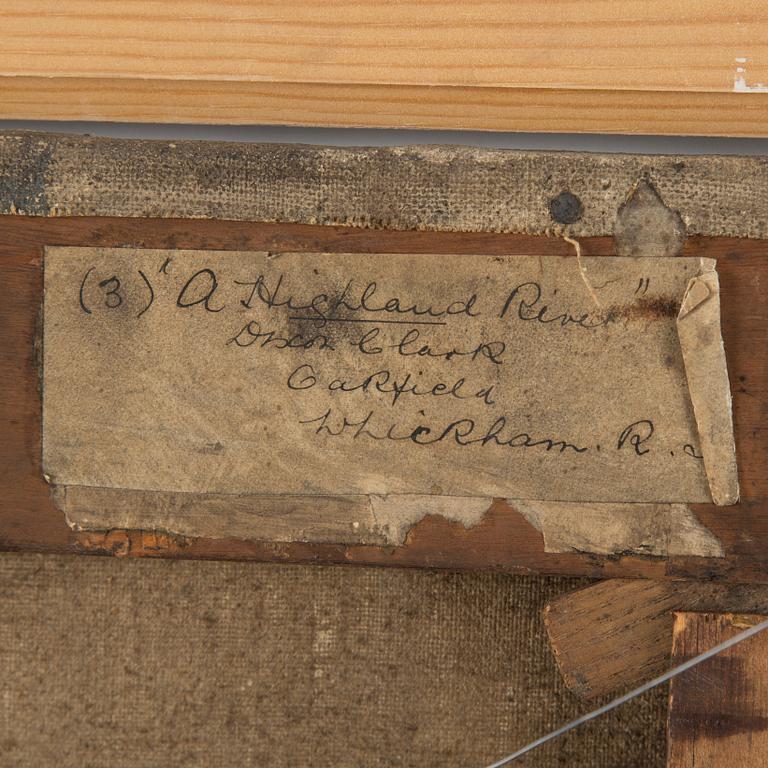 (3) "A Highland River"
Dixon Clark
Garfield
Whickham. R.